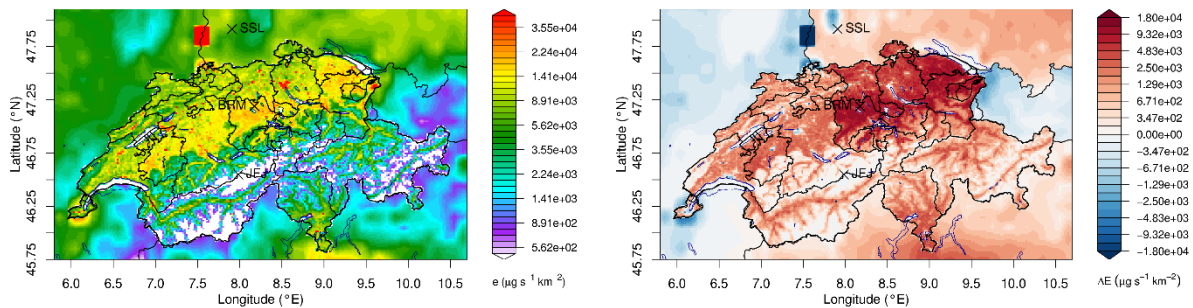 47.75
47.25
46.75
46.25
45.75
Latitude (°N)
SSL
BRM
JFJ
6.0 6.5 7.0 7.5 8.0 8.5 9.0 9.5 10.0 10.5
Longitude (°E)
3.55e+04
2.24e+04
1.41e+04
8.91e+03
5.62e+03
3.55e+03
2.24e+03
1.41e+03
8.91e+02
5.62e+02
e (μg s⁻¹ km⁻²)
47.75
47.25
46.75
46.25
45.75
Latitude (°N)
SSL
BRM
JFJ
6.0 6.5 7.0 7.5 8.0 8.5 9.0 9.5 10.0 10.5
Longitude (°E)
1.80e+04
9.32e+03
4.83e+03
2.50e+03
1.29e+03
6.71e+02
0.00e+00
−3.47e+02
−6.71e+02
−1.29e+03
−2.50e+03
−4.83e+03
−9.32e+03
−1.80e+04
ΔE (μg s⁻¹ km⁻²)